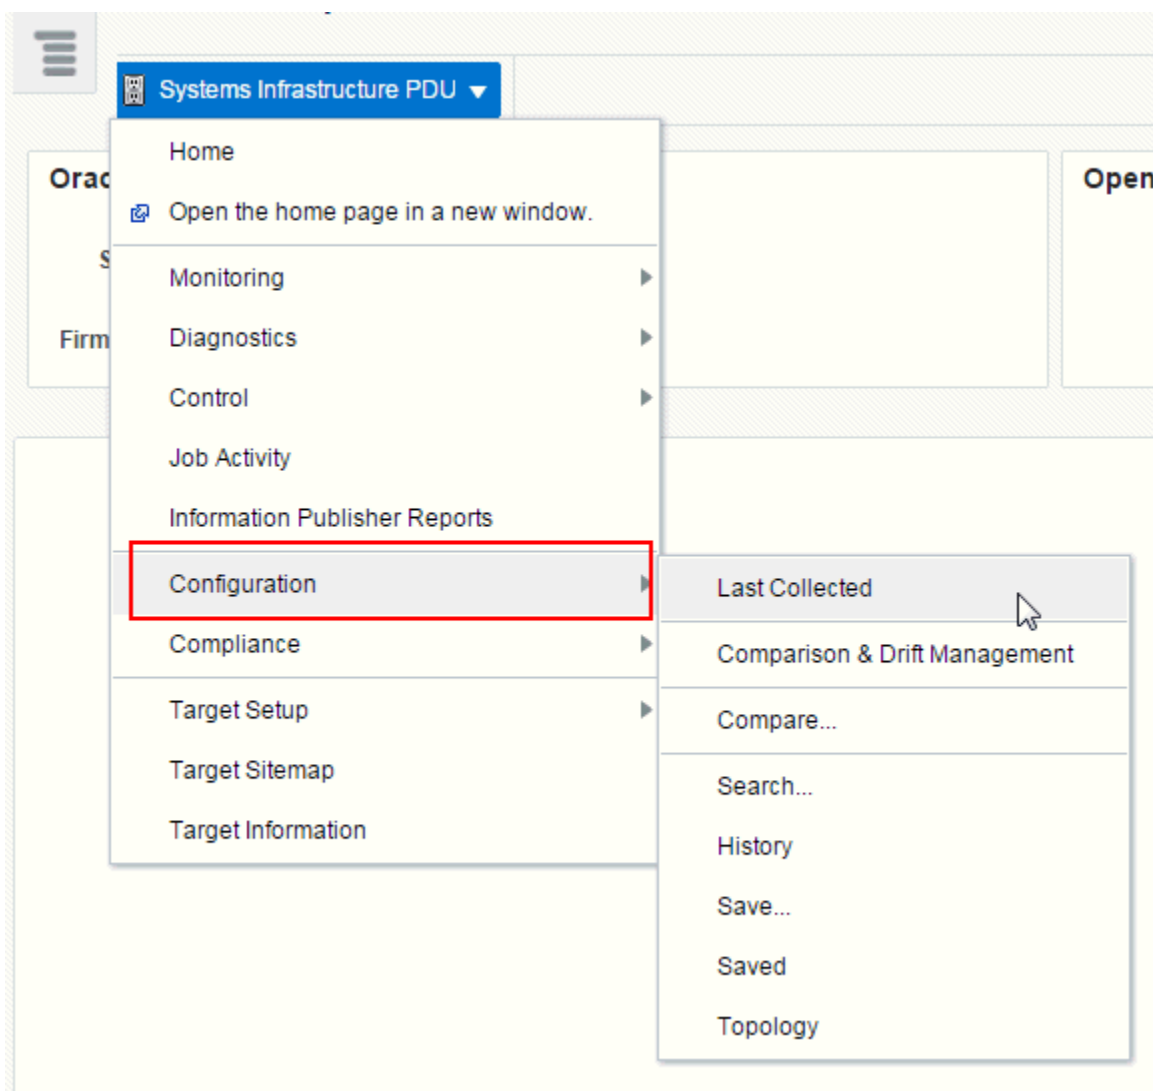 Systems Infrastructure PDU
Home
Open the home page in a new window.
Monitoring
Diagnostics
Control
Job Activity
Information Publisher Reports
Configuration
Compliance
Target Setup
Target Sitemap
Target Information
Last Collected
Comparison & Drift Management
Compare...
Search...
History
Save...
Saved
Topology
Open